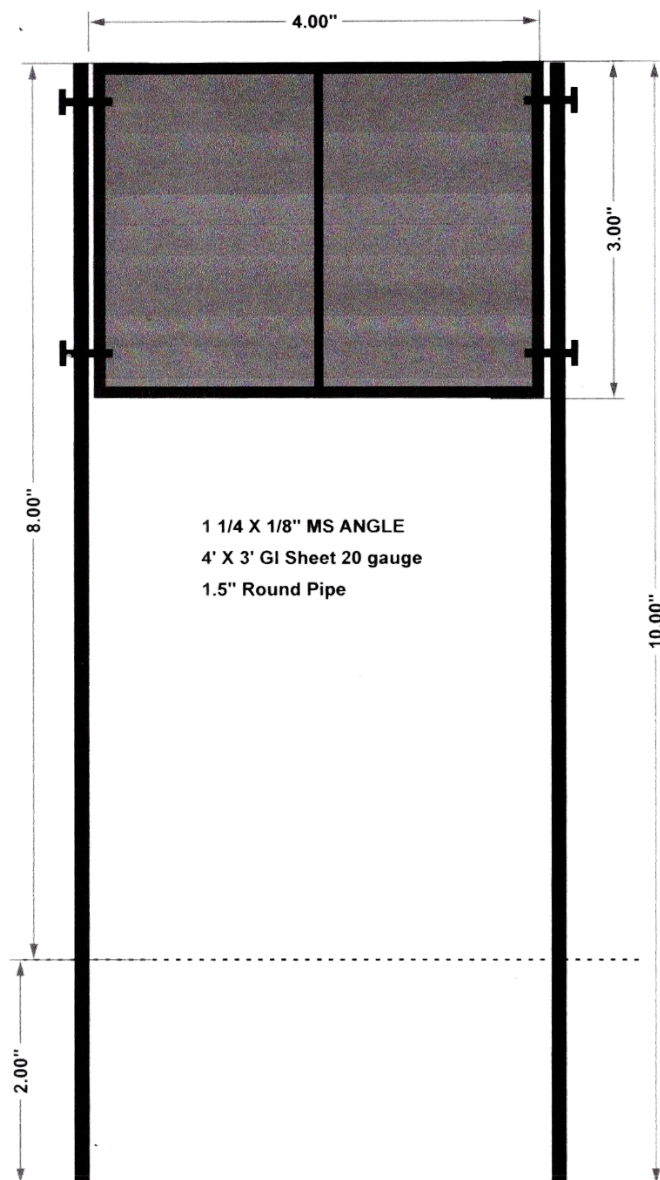 4.00"
3.00"
8.00"
1 1/4 X 1/8" MS ANGLE
4' X 3' GI Sheet 20 gauge
1.5" Round Pipe
10.00"
2.00"